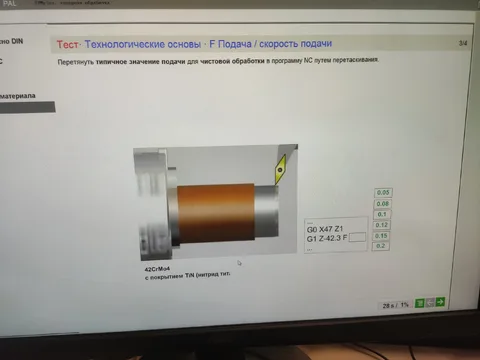 PAL
но DIN
Тест· Технологические основы · F Подача / скорость подачи
3/4
С
Перетянуть типичное значение подачи для чистовой обработки в программу NC путем перетаскивания.
материала
...
G0 X47 Z1
G1 Z-42.3 F
...
0.05
0.08
0.1
0.12
0.15
0.2
42CrMo4
с покрытием TiN (нитрид тит
28 s / 1%